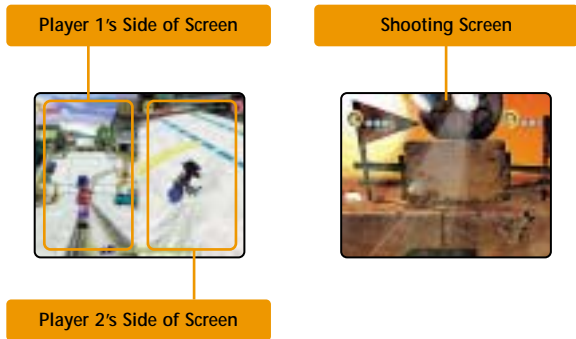 Player 1's Side of Screen
Shooting Screen
Player 2's Side of Screen